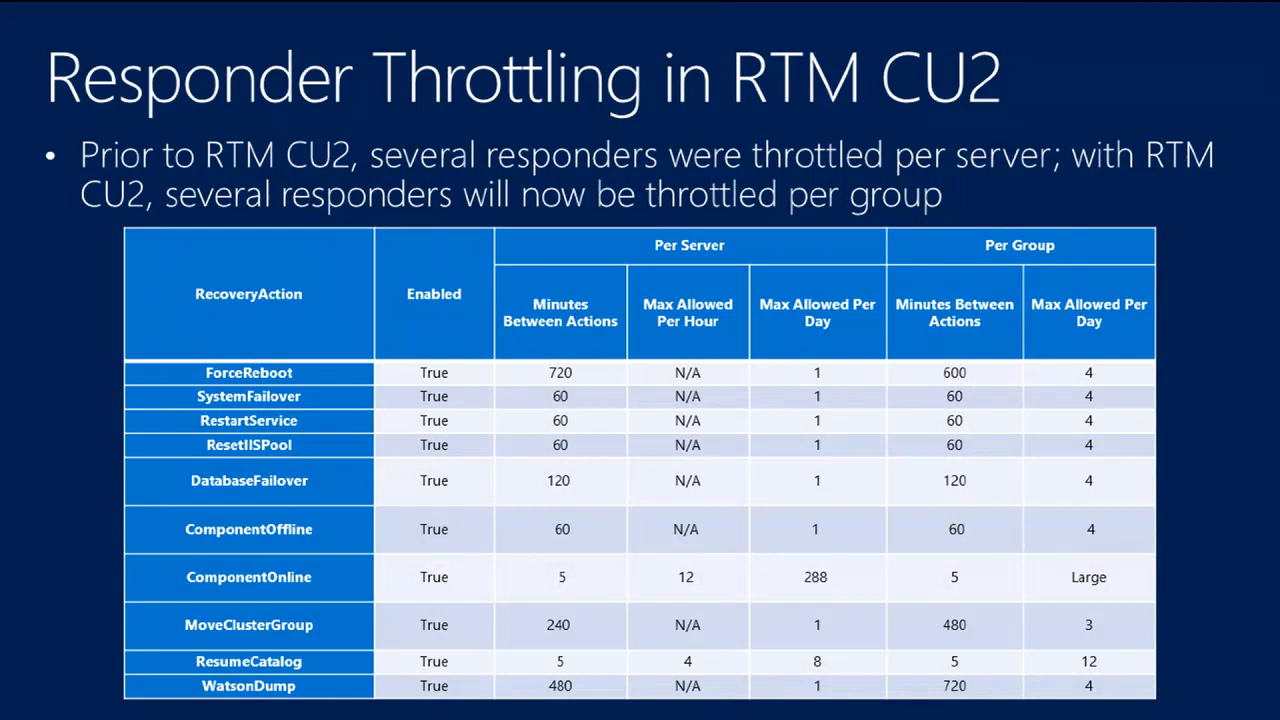 Responder Throttling in RTM CU2
• Prior to RTM CU2, several responders were throttled per server; with RTM
CU2, several responders will now be throttled per group
RecoveryAction Enabled Per Server Per Group
Minutes Between Actions Max Allowed Per Hour Max Allowed Per Day Minutes Between Actions Max Allowed Per Day
ForceReboot True 720 N/A 1 600 4
SystemFailover True 60 N/A 1 60 4
RestartService True 60 N/A 1 60 4
ResetIISPool True 60 N/A 1 60 4
DatabaseFailover True 120 N/A 1 120 4
ComponentOffline True 60 N/A 1 60 4
ComponentOnline True 5 12 288 5 Large
MoveClusterGroup True 240 N/A 1 480 3
ResumeCatalog True 5 4 8 5 12
WatsonDump True 480 N/A 1 720 4